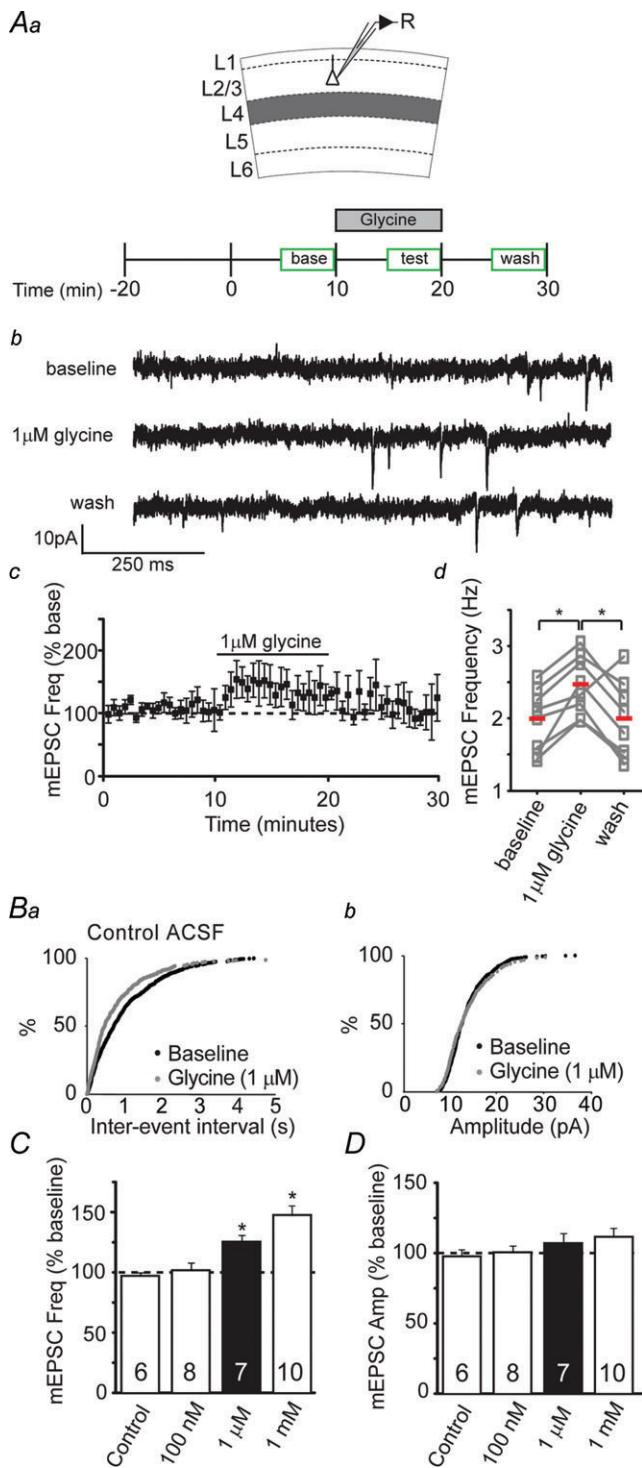 Aa
R
L1
L2/3
L4
L5
L6
Glycine
base test wash
Time (min) -20 0 10 20 30
b
baseline
1μM glycine
wash
10pA
250 ms
c
mEPSC Freq (% base)
200
100
0
1μM glycine
0 10 20 30
Time (minutes)
d
mEPSC Frequency (Hz)
3
2
1
* *
baseline
1μM glycine
wash
Ba
Control ACSF
%
100
50
0
Baseline
Glycine (1 μM)
0 1 2 3 4 5
Inter-event interval (s)
b
%
100
50
0
Baseline
Glycine (1 μM)
0 10 20 30 40
Amplitude (pA)
C
mEPSC Freq (% baseline)
150
100
50
0
* *
6 8 7 10
Control
100 nM
1 μM
1 mM
D
mEPSC Amp (% baseline)
150
100
50
0
6 8 7 10
Control
100 nM
1 μM
1 mM